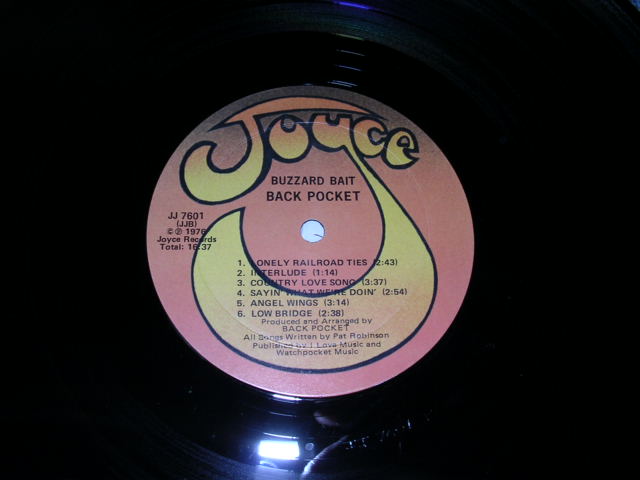 Joyce
BUZZARD BAIT
BACK POCKET
JJ 7601
(JJB)
© ℗ 1976
Joyce Records
Total: 16:37
1. LONELY RAILROAD TIES (2:43)
2. INTERLUDE (1:14)
3. COUNTRY LOVE SONG (3:37)
4. SAYIN' WHAT WE'RE DOIN' (2:54)
5. ANGEL WINGS (3:14)
6. LOW BRIDGE (2:38)
Produced and Arranged by
BACK POCKET
All Songs Written by Pat Robinson
Published by J Love Music and
Watchpocket Music